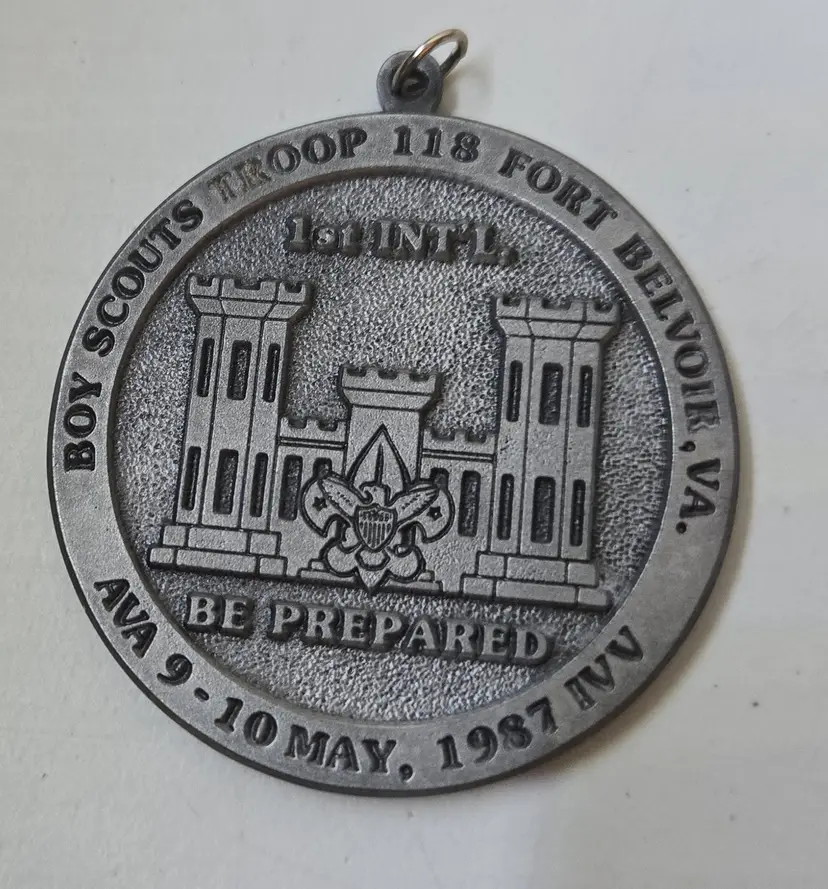 BOY SCOUTS TROOP 118 FORT BELVOIR, VA.
1st INT'L.
BE PREPARED
AVA 9-10 MAY, 1987 IVV